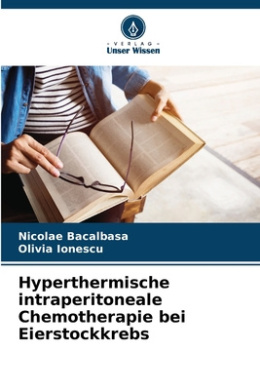 VERLAG
Unser Wissen
Nicolae Bacalbasa
Olivia Ionescu
Hyperthermische
intraperitoneale
Chemotherapie bei
Eierstockkrebs